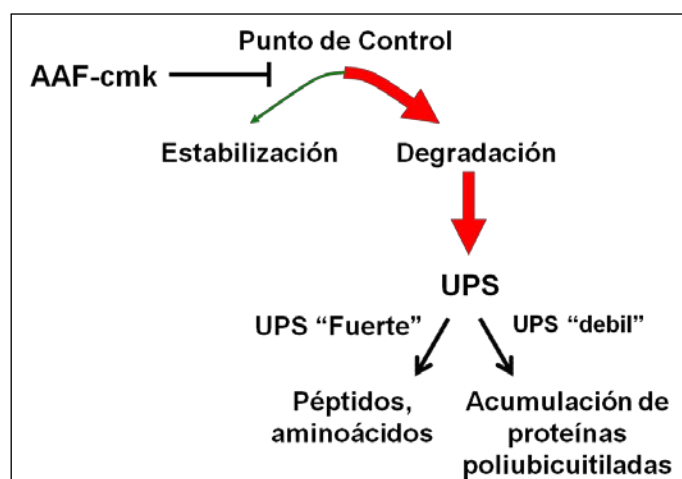 Punto de Control
AAF-cmk
Estabilización
Degradación
UPS
UPS “Fuerte”
UPS “debil”
Péptidos,
aminoácidos
Acumulación de
proteínas
poliubicuitiladas